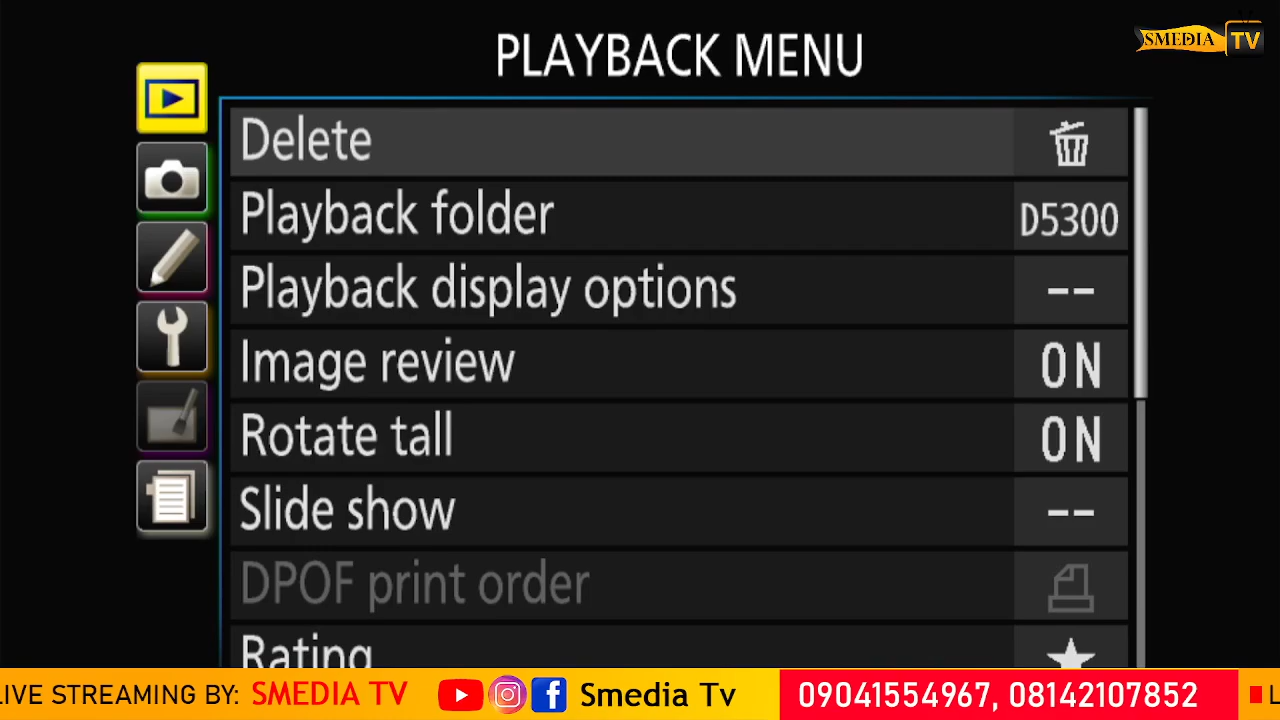 SMEDIA TV
PLAYBACK MENU
Delete
Playback folder D5300
Playback display options --
Image review ON
Rotate tall ON
Slide show --
DPOF print order
Rating
LIVE STREAMING BY: SMEDIA TV Smedia Tv 09041554967, 08142107852 L